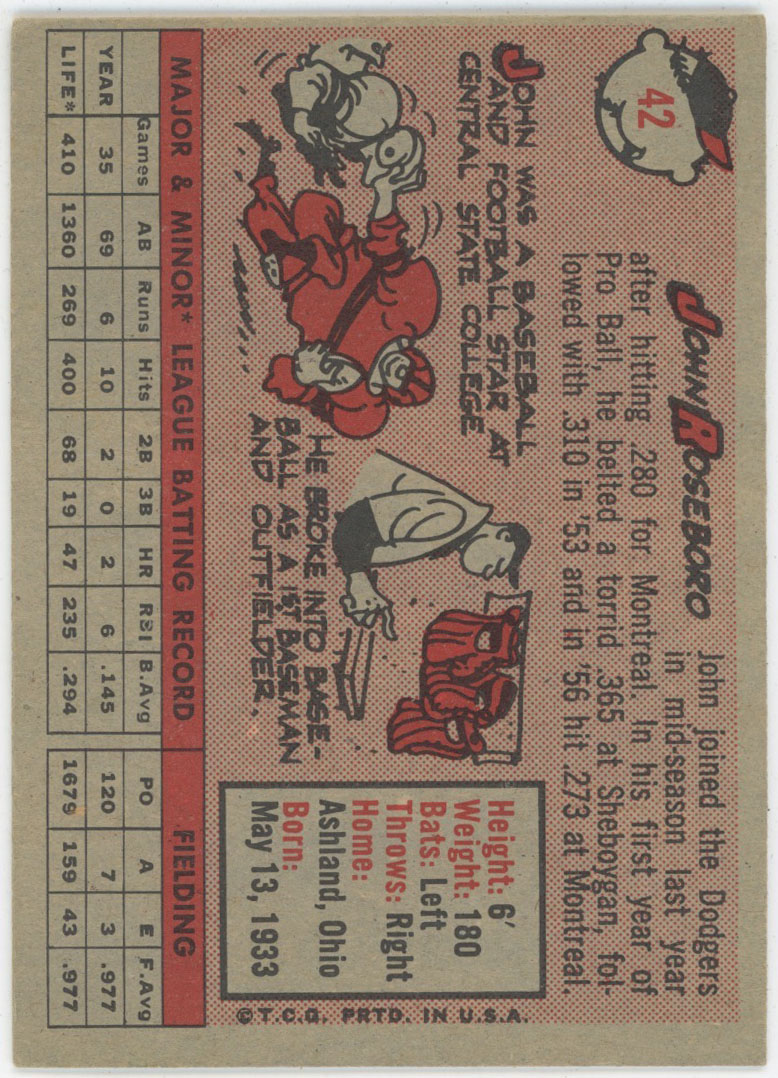 42
JOHN ROSEBORO
John joined the Dodgers
in mid-season last year
after hitting .280 for Montreal. In his first year of
Pro Ball, he belted a torrid .365 at Sheboygan, fol-
lowed with .310 in '53 and in '56 hit .273 at Montreal.
JOHN WAS A BASEBALL
AND FOOTBALL STAR AT
CENTRAL STATE COLLEGE
HE BROKE INTO BASE-
BALL AS A 1ST BASEMAN
AND OUTFIELDER.
Height: 6'
Weight: 180
Bats: Left
Throws: Right
Home:
Ashland, Ohio
Born:
May 13, 1933
© T.C.G. PRTD. IN U.S.A.
MAJOR & MINOR* LEAGUE BATTING RECORD FIELDING
Games AB Runs Hits 2B 3B HR RBI B.Avg PO A E F.Avg
YEAR 35 69 6 10 2 0 2 6 .145 120 7 3 .977
LIFE* 410 1360 269 400 68 19 47 235 .294 1679 159 43 .977